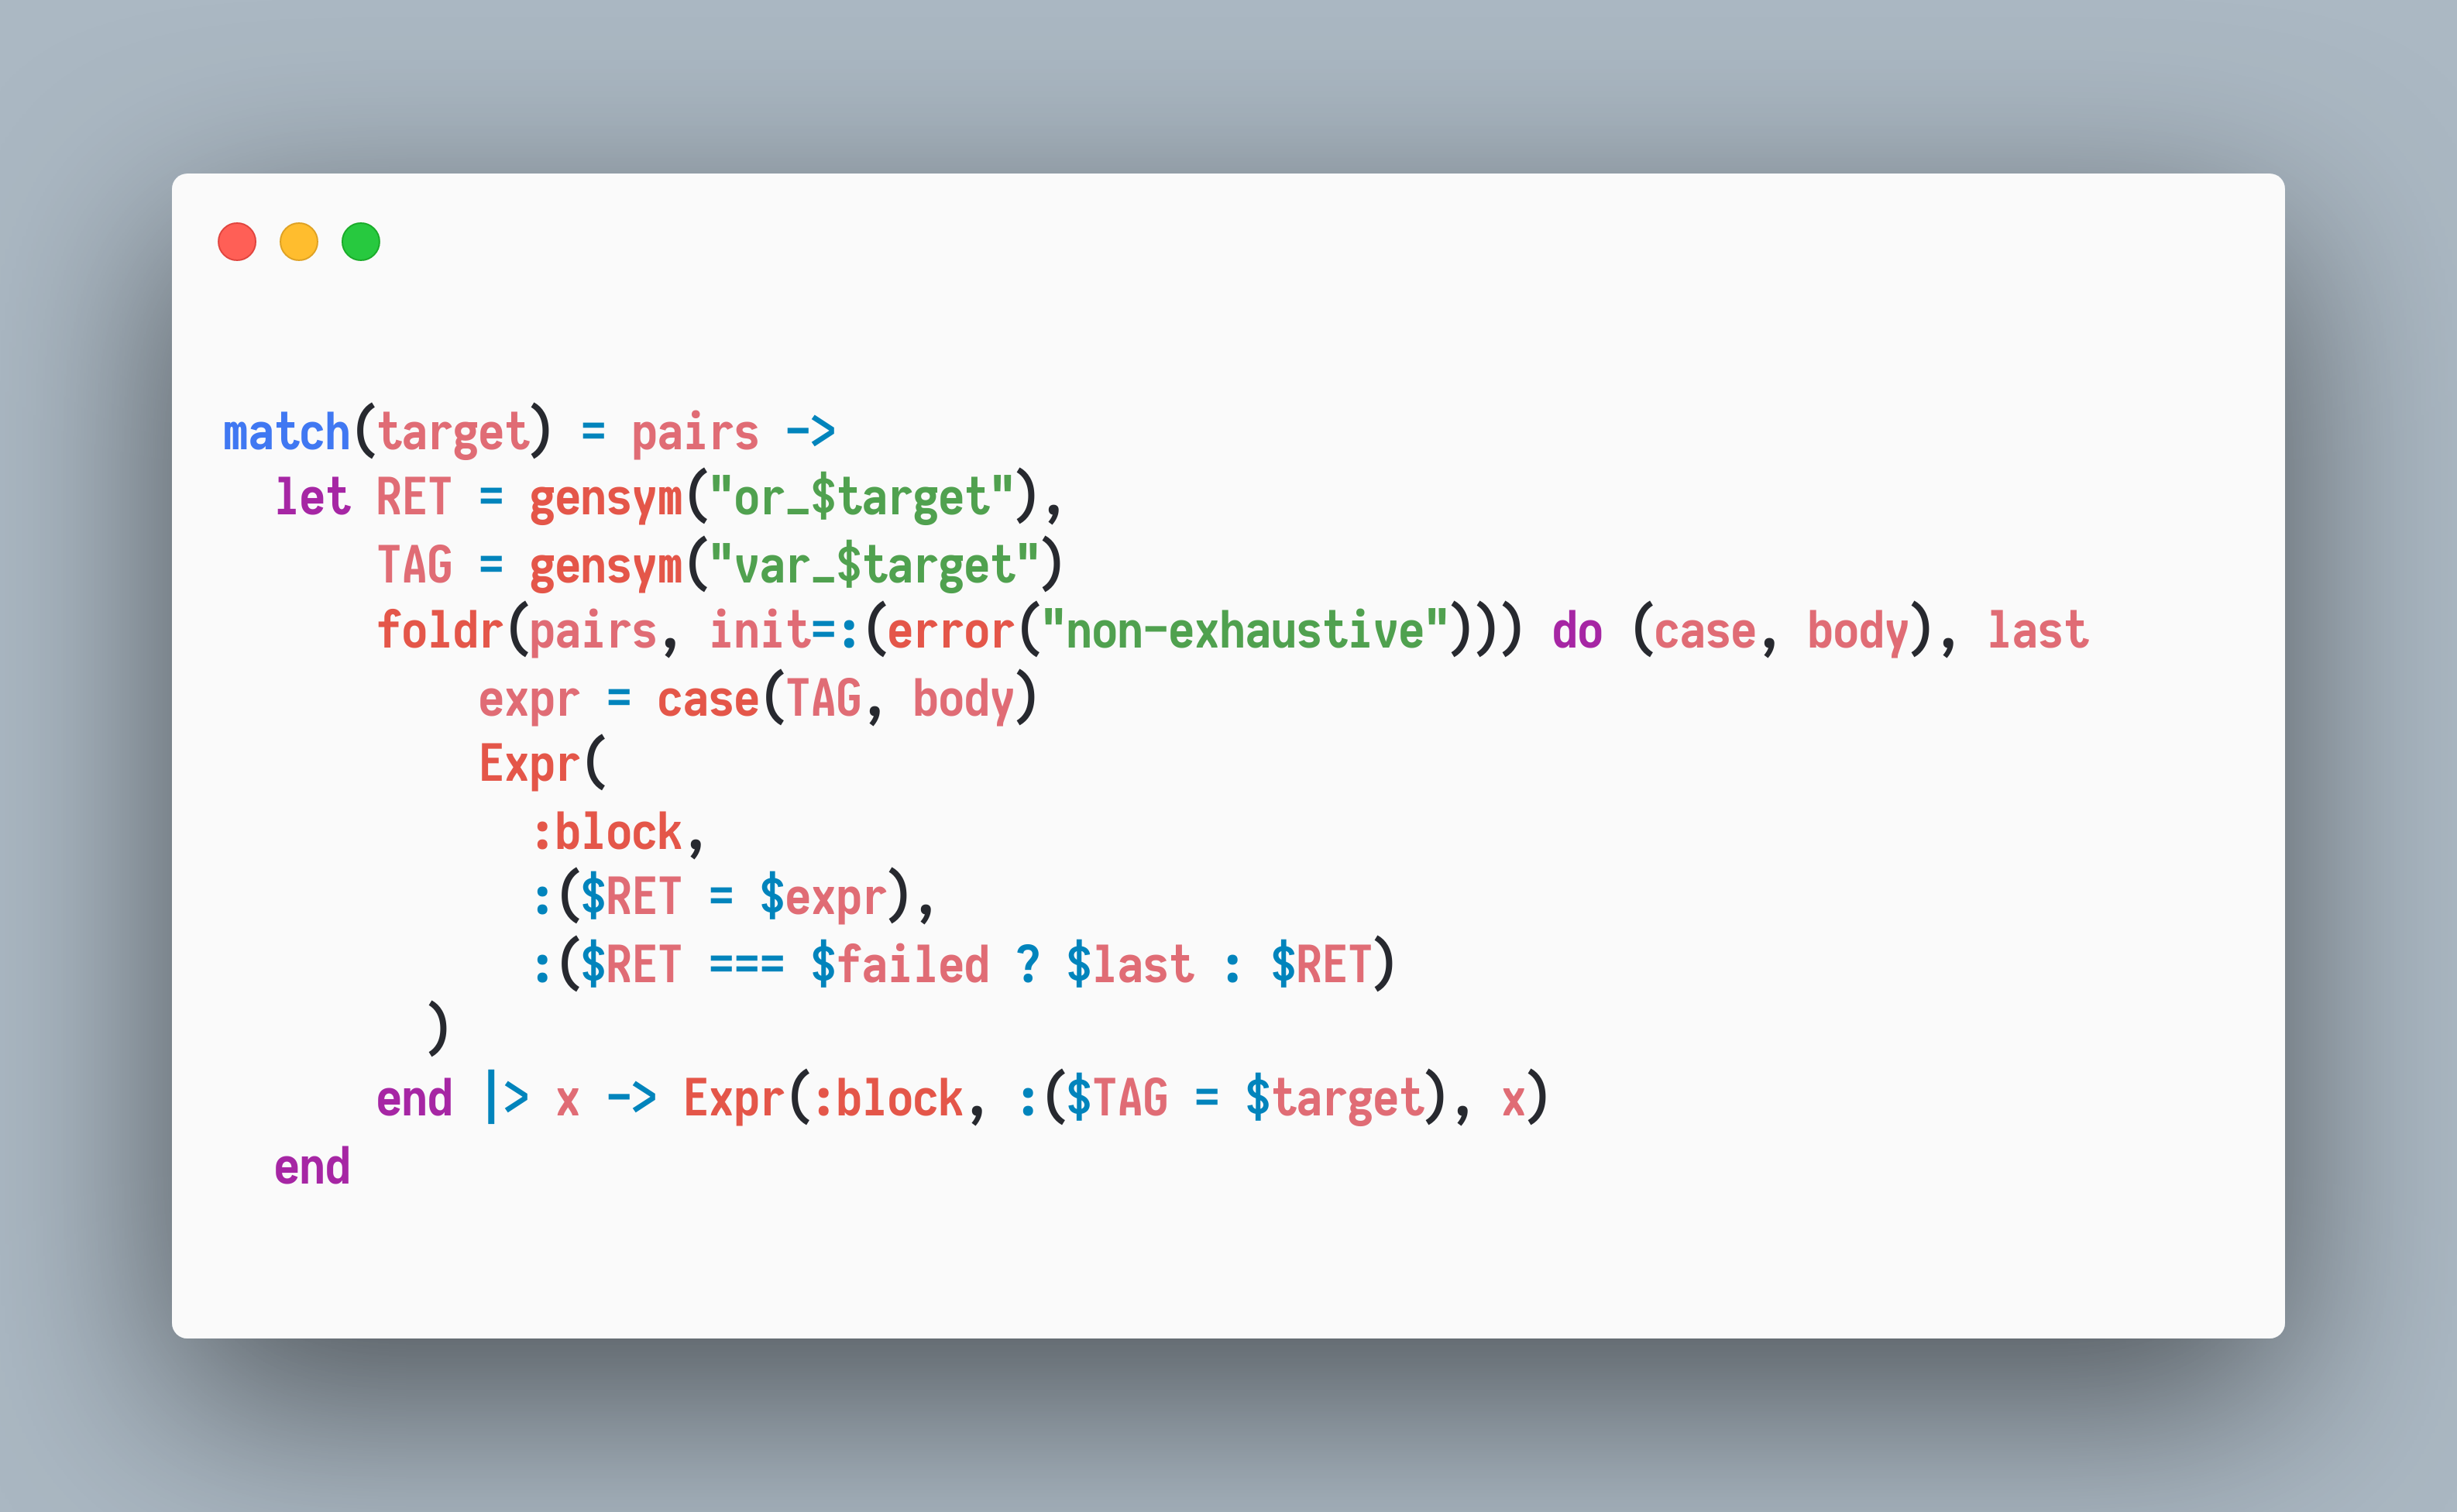 match(target) = pairs ->
  let RET = gensym("or_$target"),
      TAG = gensym("var_$target")
      foldr(pairs, init=:(error("non-exhaustive"))) do (case, body), last
          expr = case(TAG, body)
          Expr(
            :block,
            :($RET = $expr),
            :($RET === $failed ? $last : $RET)
        )
      end |> x -> Expr(:block, :($TAG = $target), x)
  end